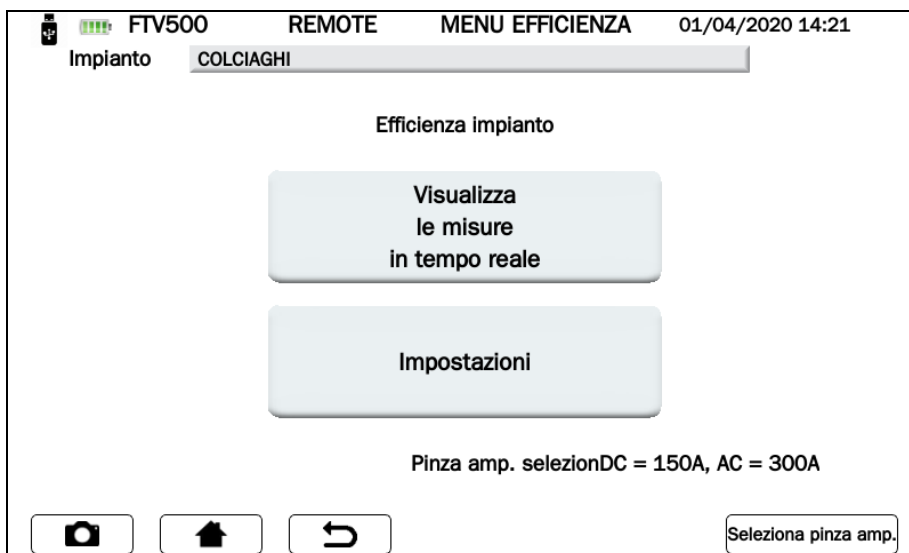 FTV500 REMOTE MENU EFFICIENZA 01/04/2020 14:21
Impianto COLCIAGHI
Efficienza impianto
Visualizza
le misure
in tempo reale
Impostazioni
Pinza amp. selezionDC = 150A, AC = 300A
Seleziona pinza amp.